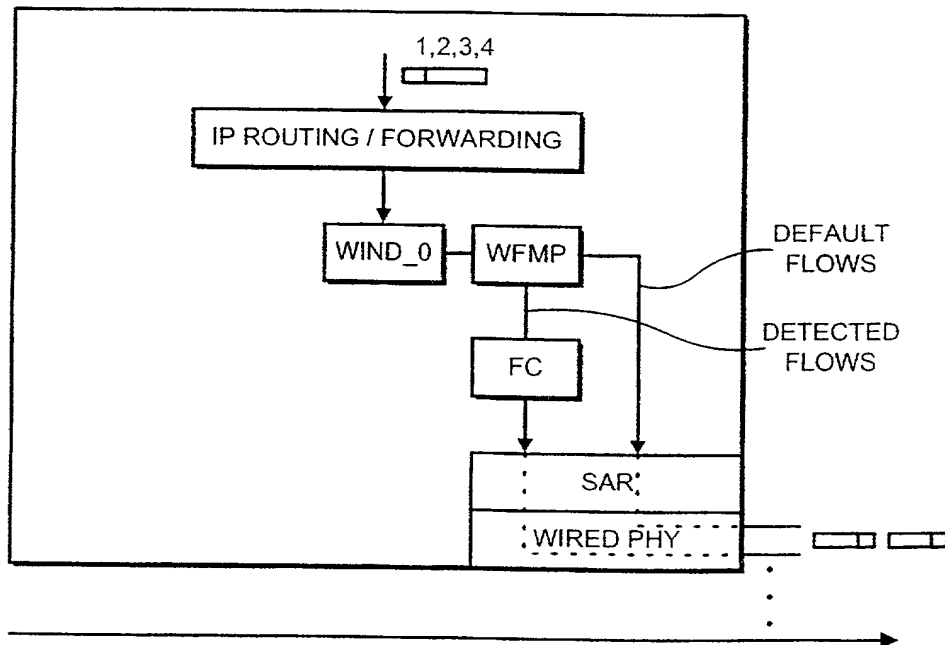 1,2,3,4
IP ROUTING / FORWARDING
WIND_0
WFMP
DEFAULT
FLOWS
DETECTED
FLOWS
FC
SAR
WIRED PHY